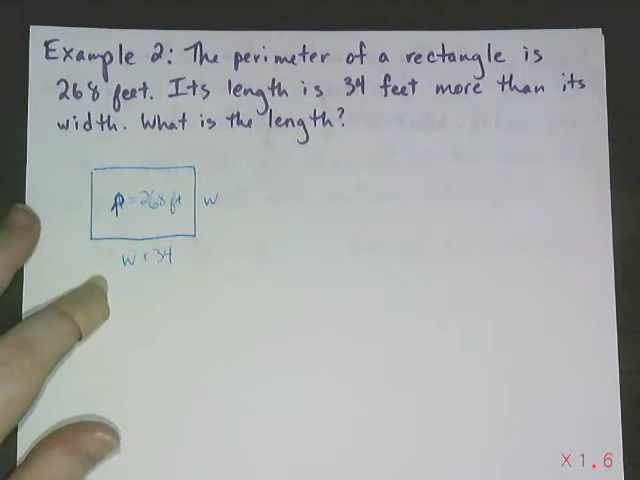 Example 2: The perimeter of a rectangle is
268 feet. Its length is 34 feet more than its
width. What is the length?
P = 268 ft
w
w + 34
X1.6